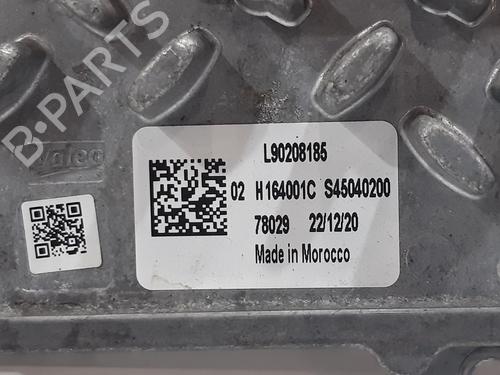 B-PARTS
Valeo
L90208185
02 H164001C S45040200
78029 22/12/20
Made in Morocco